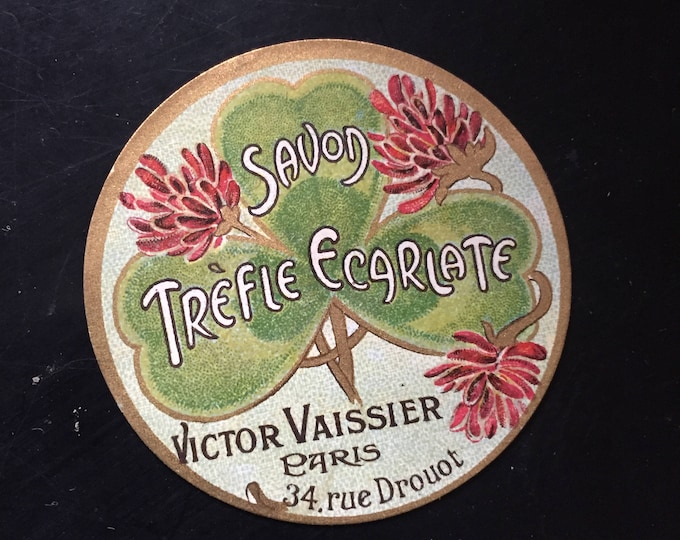 SAVON
TRÈFLE ECARLATE
VICTOR VAISSIER
PARIS
34, rue Drouot